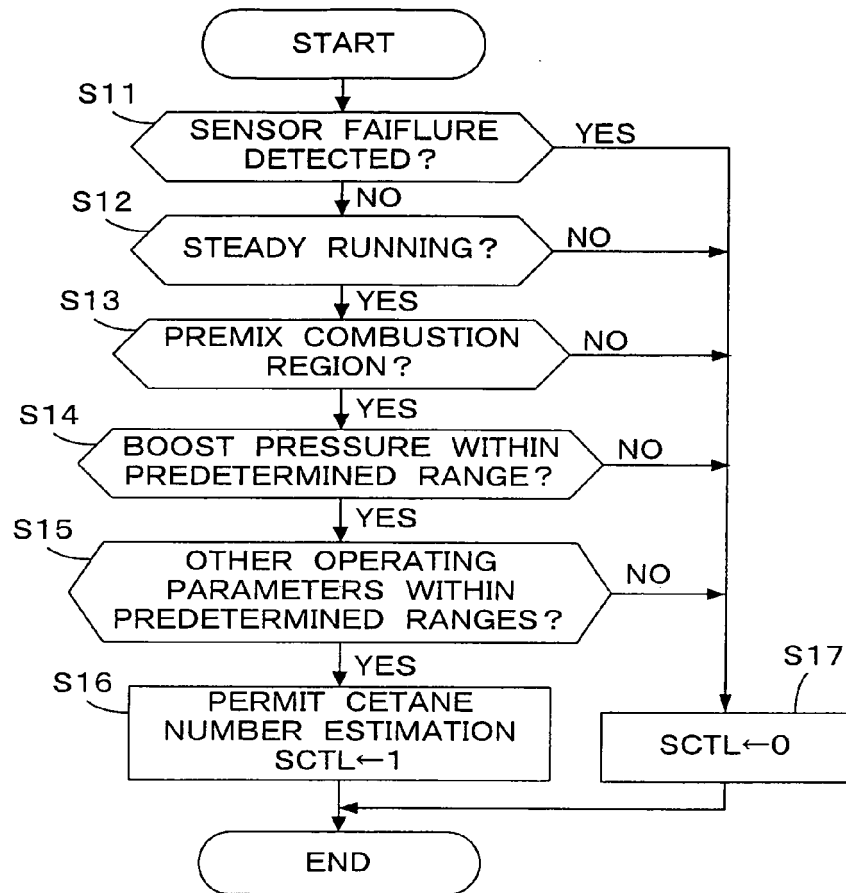 START
S11
SENSOR FAIFLURE
DETECTED?
YES
NO
S12
STEADY RUNNING?
NO
YES
S13
PREMIX COMBUSTION
REGION?
NO
YES
S14
BOOST PRESSURE WITHIN
PREDETERMINED RANGE?
NO
YES
S15
OTHER OPERATING
PARAMETERS WITHIN
PREDETERMINED RANGES?
NO
YES
S16
PERMIT CETANE
NUMBER ESTIMATION
SCTL←1
S17
SCTL←0
END